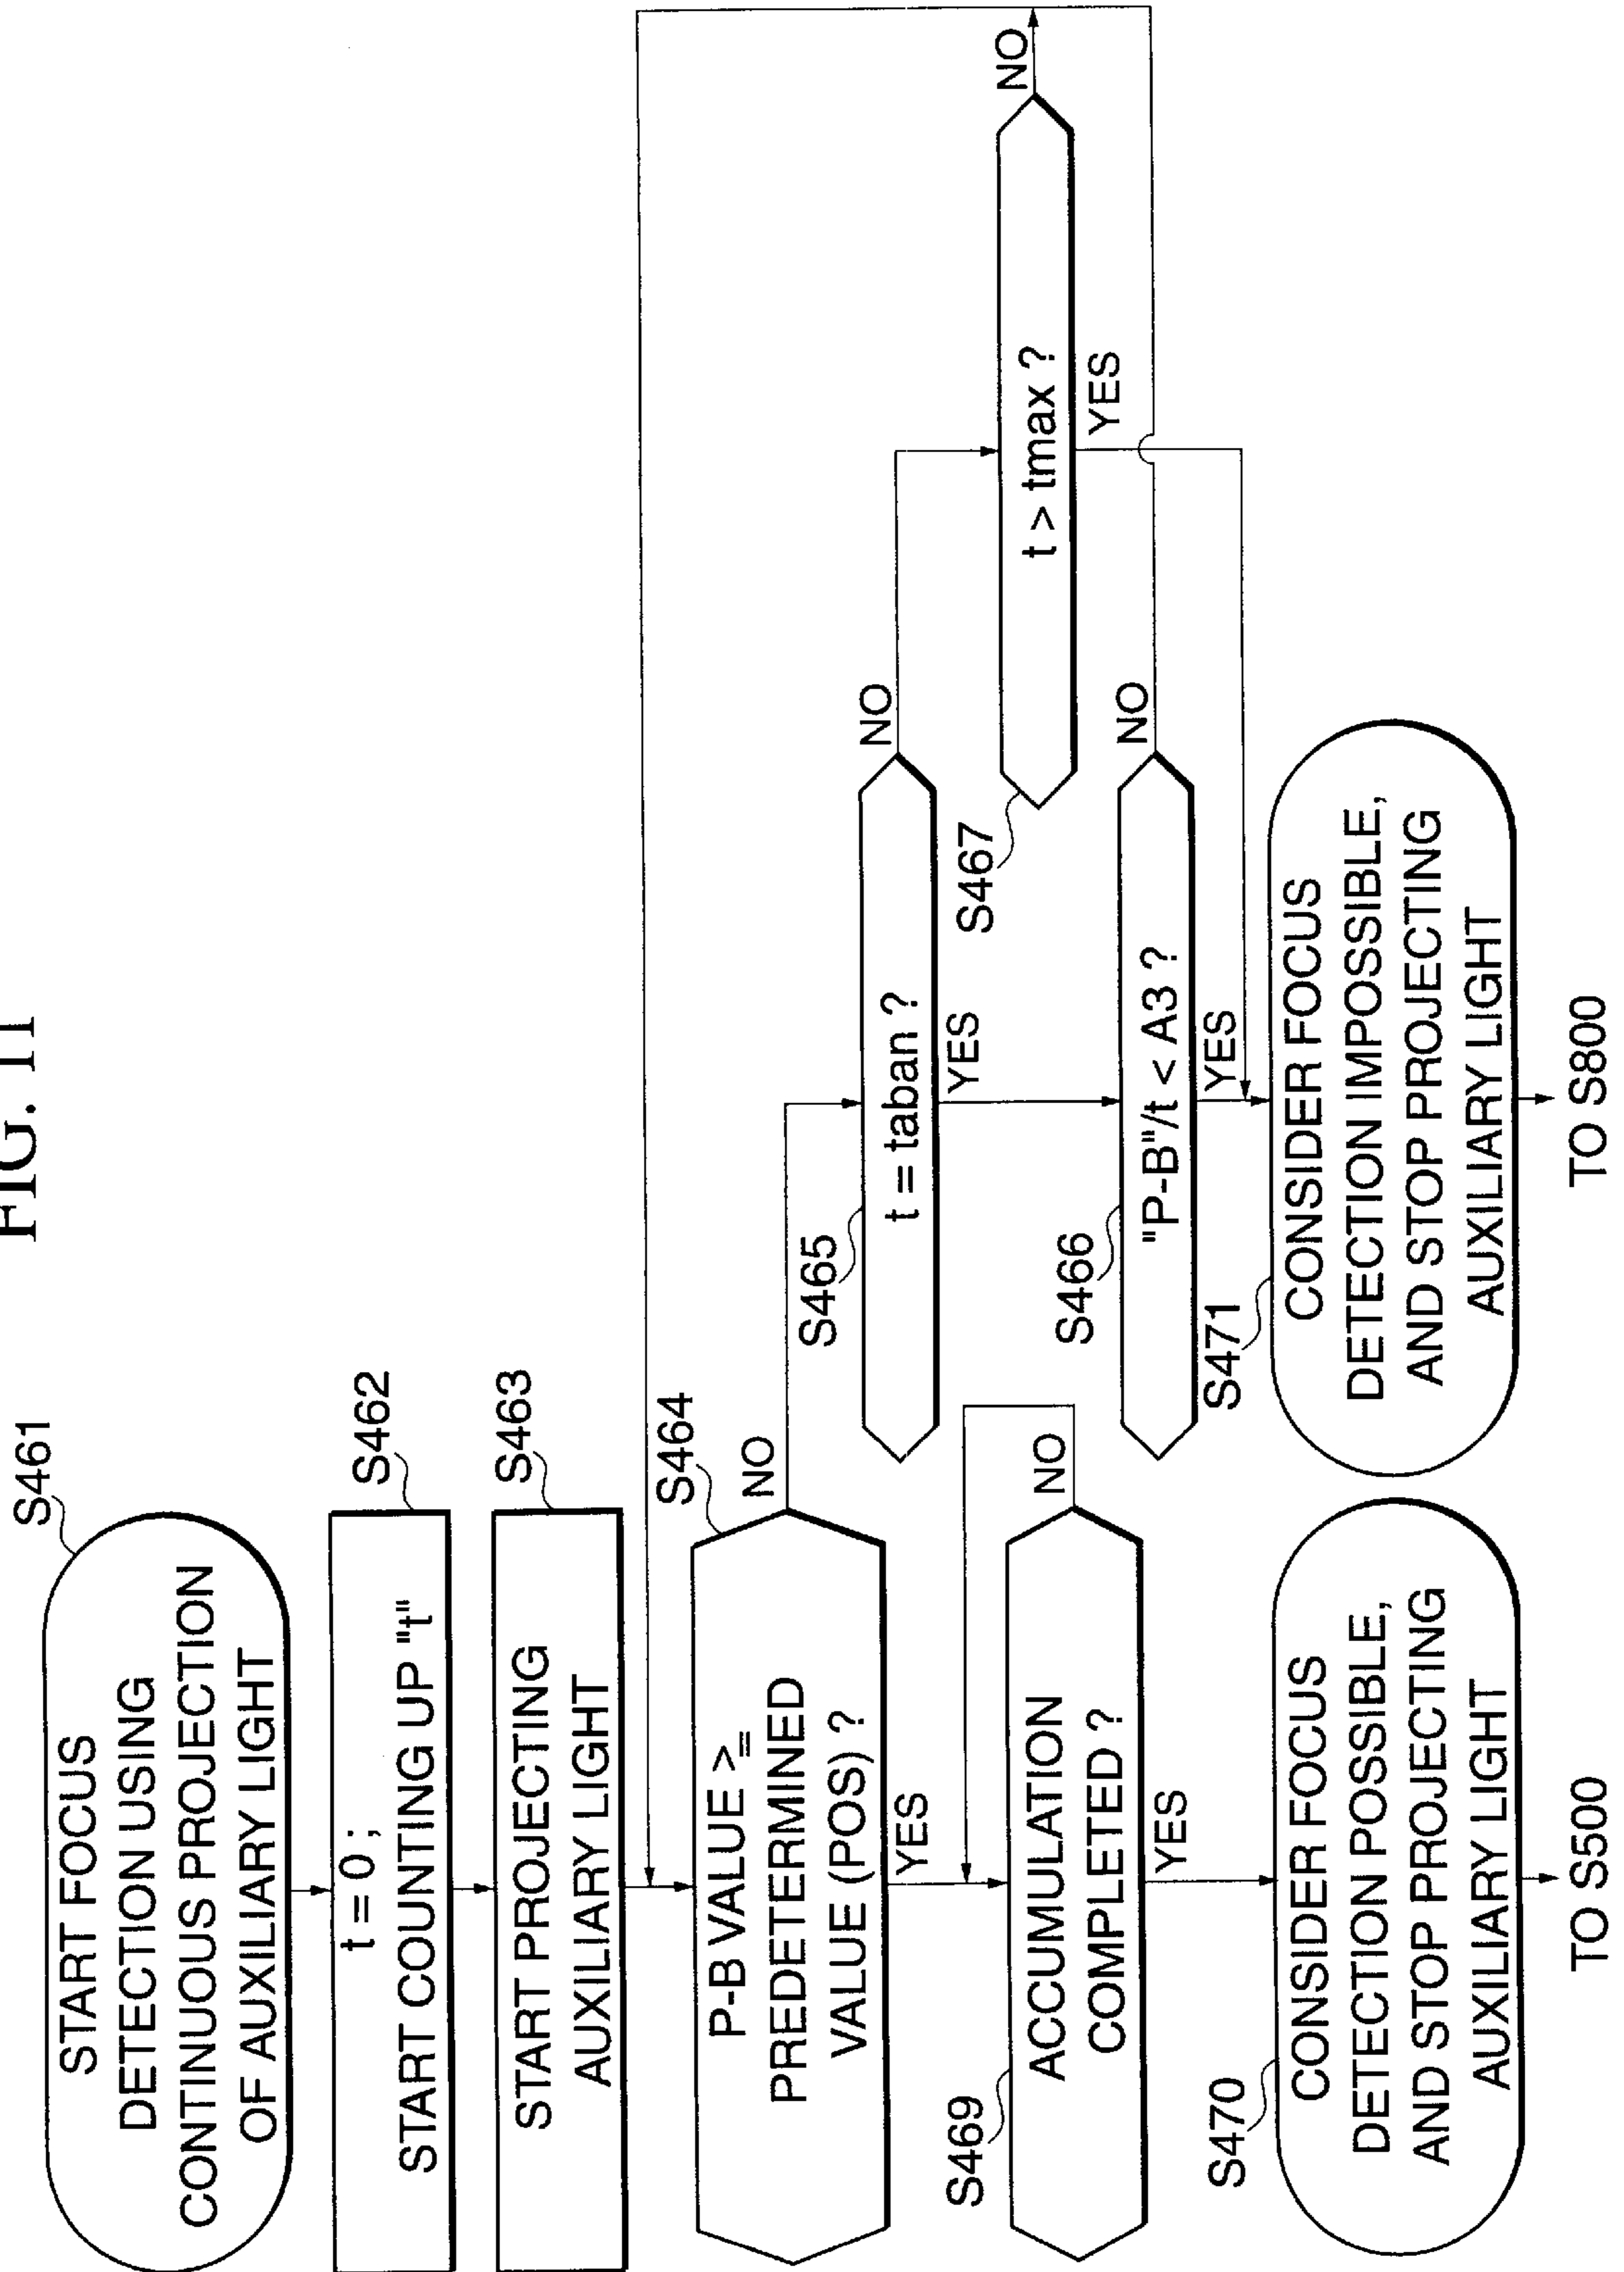 FIG. 11
S461
START FOCUS
DETECTION USING
CONTINUOUS PROJECTION
OF AUXILIARY LIGHT
S462
t = 0 ;
START COUNTING UP "t"
S463
START PROJECTING
AUXILIARY LIGHT
S464
P-B VALUE >=
PREDETERMINED
VALUE (POS) ?
NO
YES
S465
t = taban ?
NO
YES
S467
t > tmax ?
NO
YES
S469
ACCUMULATION
COMPLETED ?
NO
YES
S466
"P-B"/t < A3 ?
NO
YES
S470
CONSIDER FOCUS
DETECTION POSSIBLE,
AND STOP PROJECTING
AUXILIARY LIGHT
TO S500
S471
CONSIDER FOCUS
DETECTION IMPOSSIBLE,
AND STOP PROJECTING
AUXILIARY LIGHT
TO S800